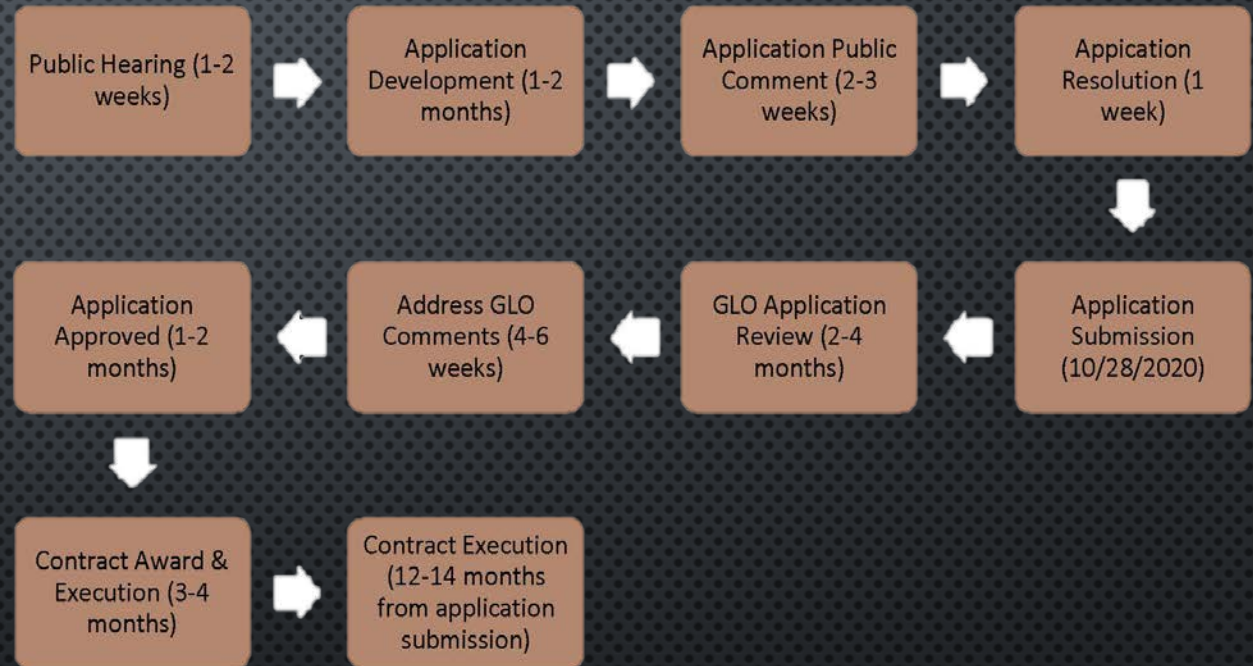 Public Hearing (1-2
weeks)
Application
Development (1-2
months)
Application Public
Comment (2-3
weeks)
Appication
Resolution (1
week)
Application
Submission
(10/28/2020)
GLO Application
Review (2-4
months)
Address GLO
Comments (4-6
weeks)
Application
Approved (1-2
months)
Contract Award &
Execution (3-4
months)
Contract Execution
(12-14 months
from application
submission)